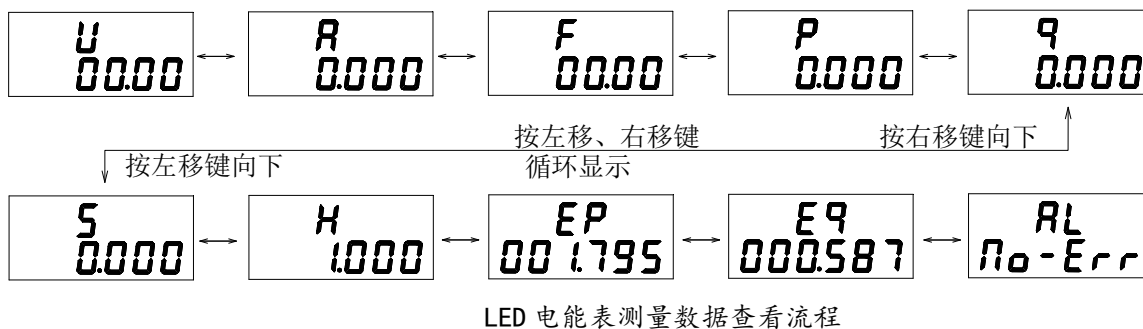 U A F P q
00.00 0.000 00.00 0.000 0.000
按左移、右移键 按右移键向下
按左移键向下 循环显示
S H EP Eq AL
0.000 1.000 001.795 000.587 no-Err
LED 电能表测量数据查看流程